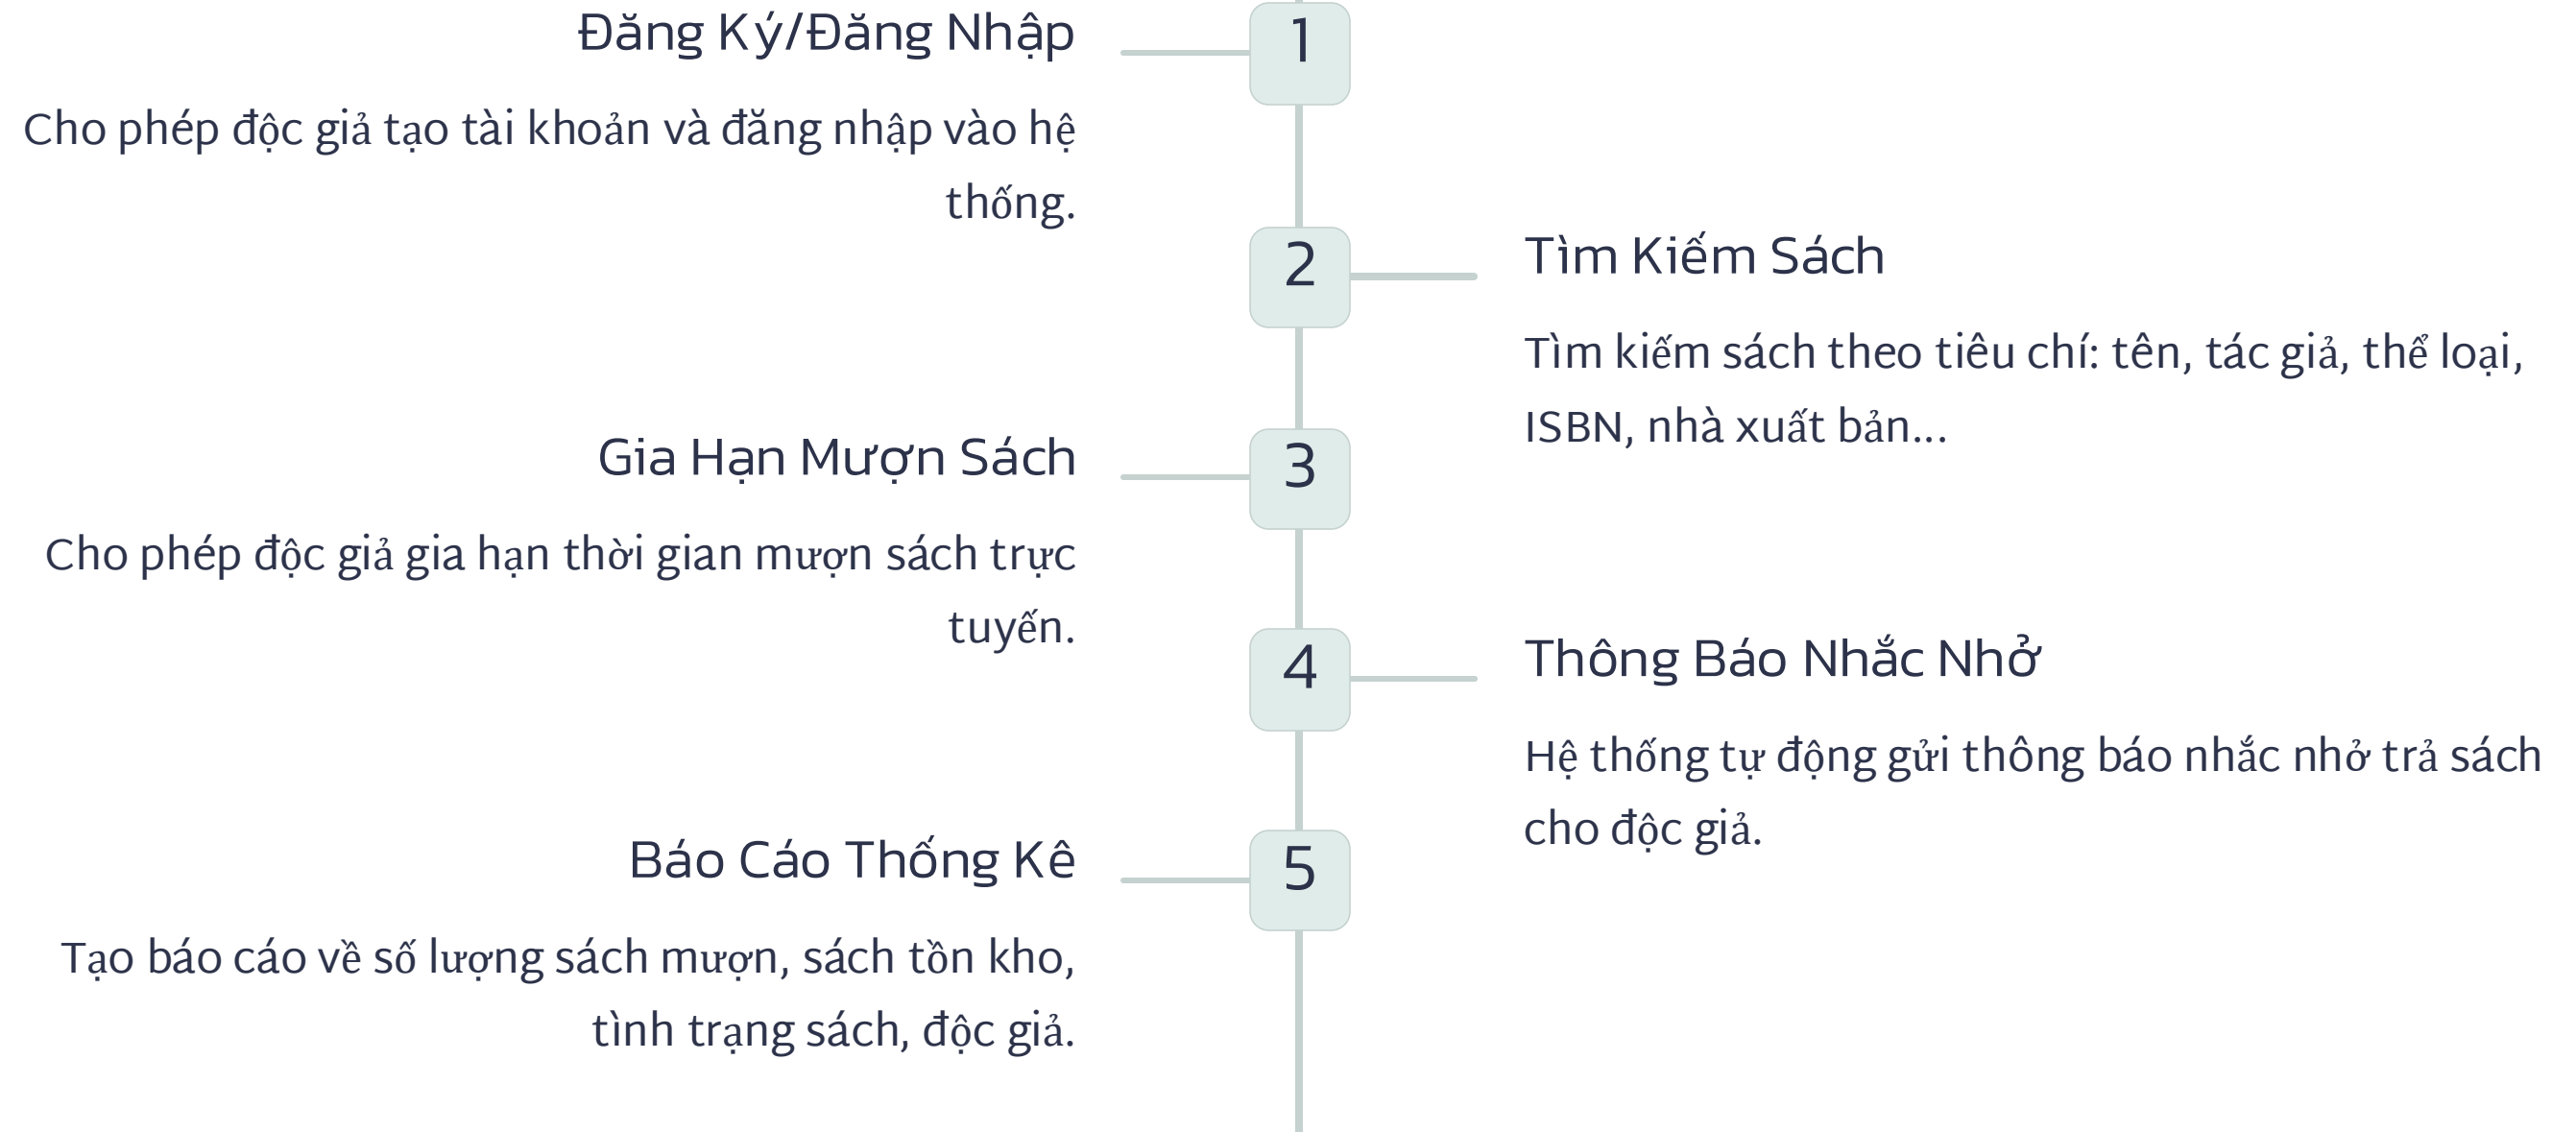 Đăng Ký/Đăng Nhập
1
Cho phép độc giả tạo tài khoản và đăng nhập vào hệ
thống.
2
Tìm Kiếm Sách
Tìm kiếm sách theo tiêu chí: tên, tác giả, thể loại,
ISBN, nhà xuất bản...
Gia Hạn Mượn Sách
3
Cho phép độc giả gia hạn thời gian mượn sách trực
tuyến.
4
Thông Báo Nhắc Nhở
Hệ thống tự động gửi thông báo nhắc nhở trả sách
cho độc giả.
Báo Cáo Thống Kê
5
Tạo báo cáo về số lượng sách mượn, sách tồn kho,
tình trạng sách, độc giả.